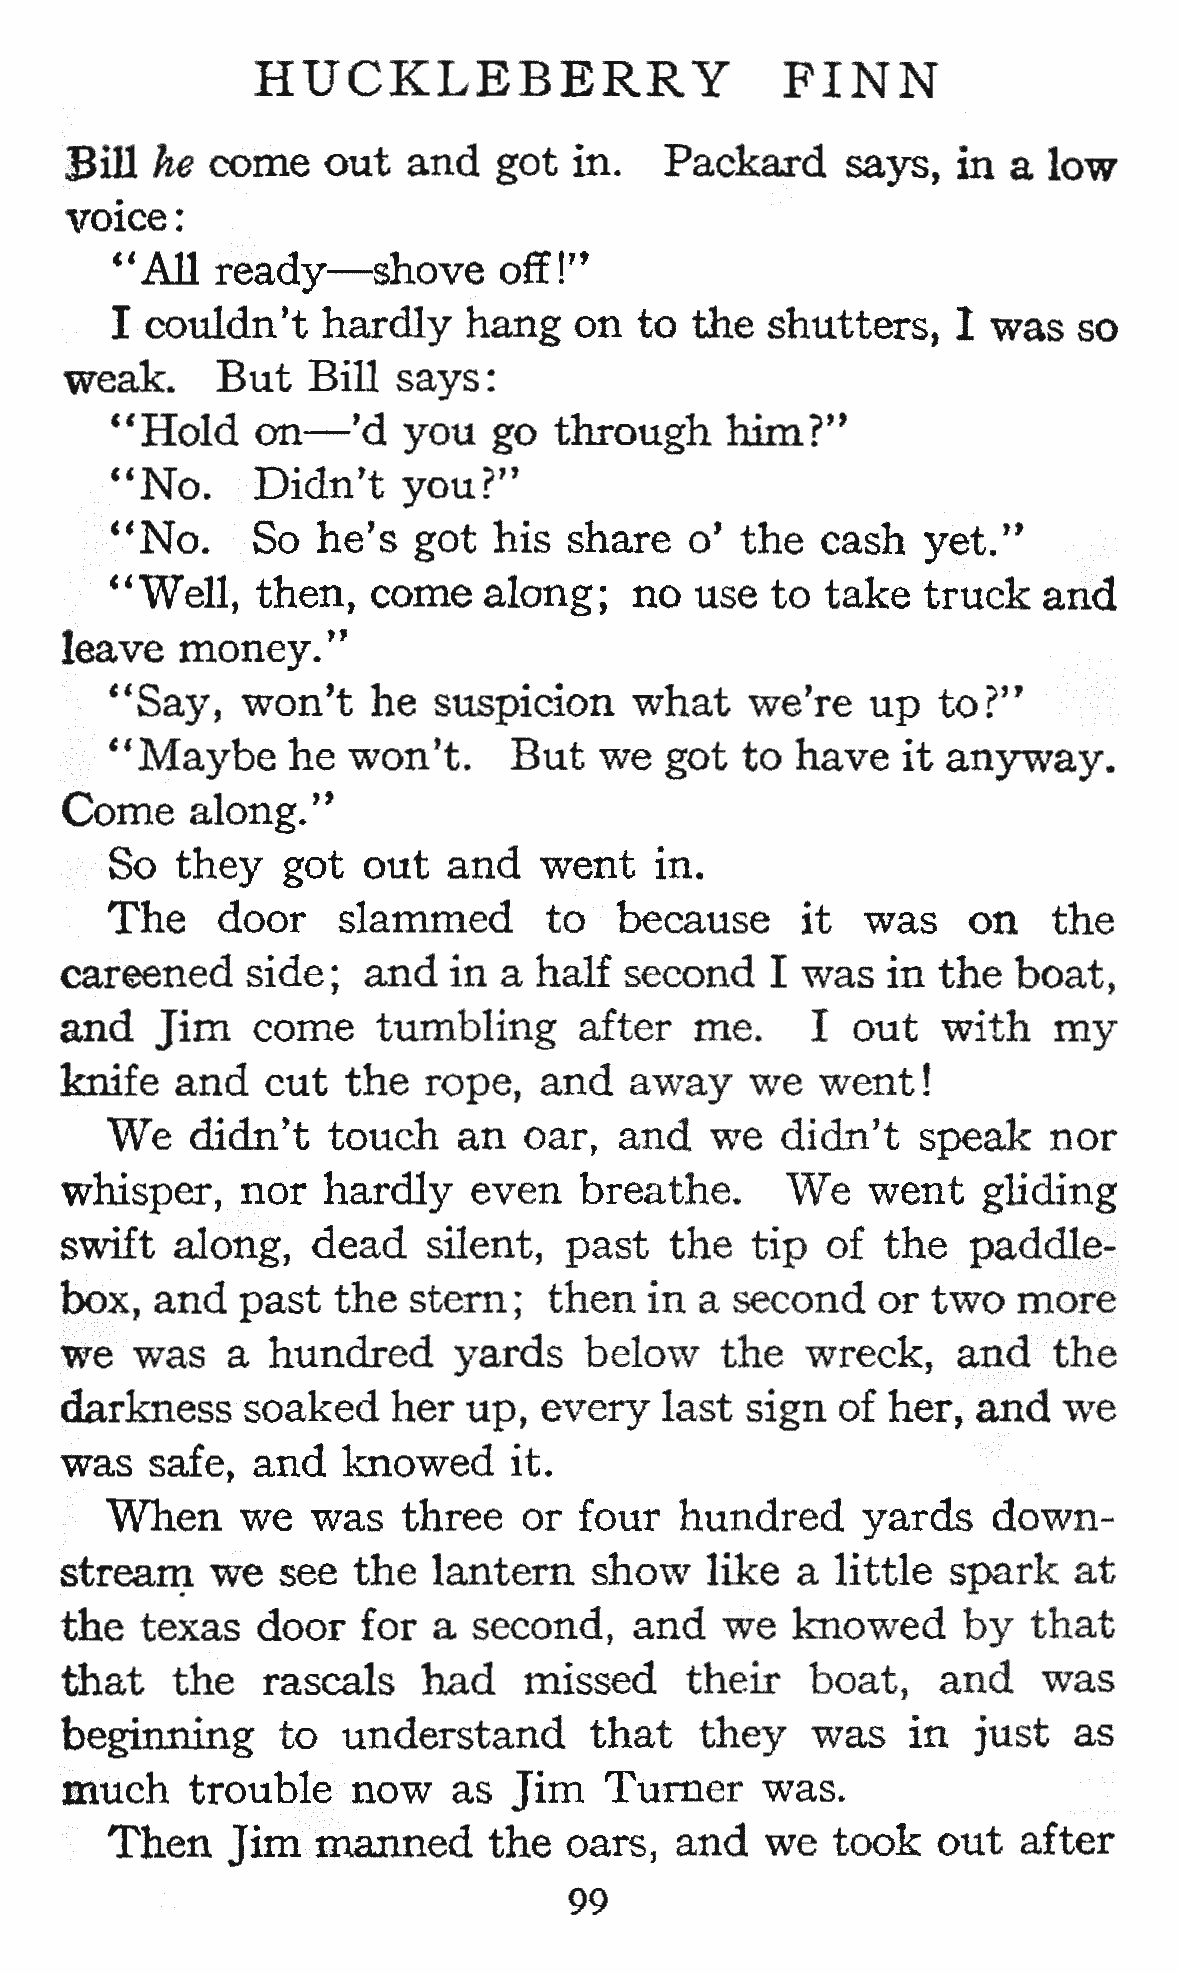 HUCKLEBERRY FINN
Bill he come out and got in. Packard says, in a low
voice:
"All ready—shove off!"
I couldn't hardly hang on to the shutters, I was so
weak. But Bill says:
"Hold on—'d you go through him?"
"No. Didn't you?"
"No. So he's got his share o' the cash yet."
"Well, then, come along; no use to take truck and
leave money."
"Say, won't he suspicion what we're up to?"
"Maybe he won't. But we got to have it anyway.
Come along."
So they got out and went in.
The door slammed to because it was on the
careened side; and in a half second I was in the boat,
and Jim come tumbling after me. I out with my
knife and cut the rope, and away we went!
We didn't touch an oar, and we didn't speak nor
whisper, nor hardly even breathe. We went gliding
swift along, dead silent, past the tip of the paddle-
box, and past the stern; then in a second or two more
we was a hundred yards below the wreck, and the
darkness soaked her up, every last sign of her, and we
was safe, and knowed it.
When we was three or four hundred yards down-
stream we see the lantern show like a little spark at
the texas door for a second, and we knowed by that
that the rascals had missed their boat, and was
beginning to understand that they was in just as
much trouble now as Jim Turner was.
Then Jim manned the oars, and we took out after
99